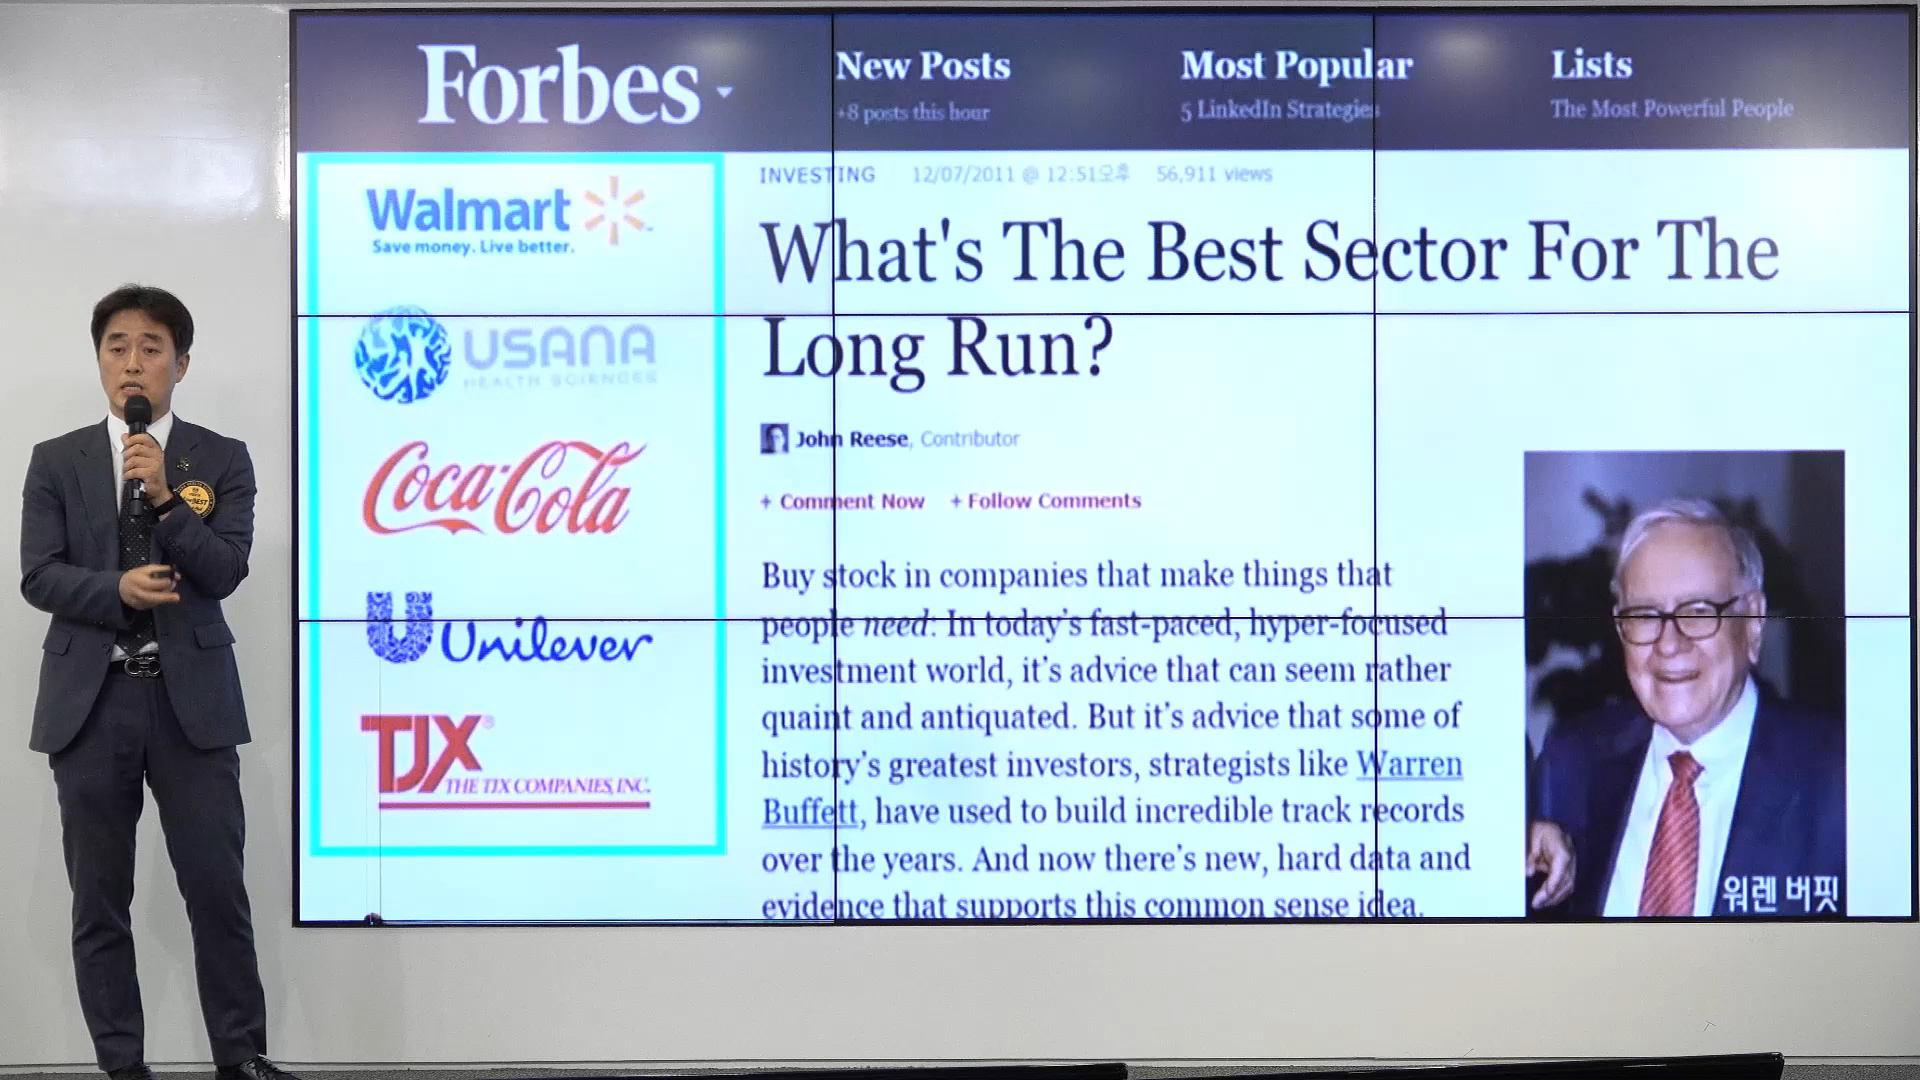 Forbes
New Posts
+8 posts this hour
Most Popular
5 LinkedIn Strategies
Lists
The Most Powerful People
Walmart
Save money. Live better.
USANA
HEALTH SCIENCES
Coca-Cola
Unilever
TJX®
THE TJX COMPANIES, INC.
INVESTING 12/07/2011 @ 12:51오후 56,911 views
What's The Best Sector For The
Long Run?
John Reese, Contributor
+ Comment Now + Follow Comments
Buy stock in companies that make things that
people need: In today's fast-paced, hyper-focused
investment world, it's advice that can seem rather
quaint and antiquated. But it's advice that some of
history's greatest investors, strategists like Warren
Buffett, have used to build incredible track records
over the years. And now there's new, hard data and
evidence that supports this common sense idea.
워렌 버핏
BEST